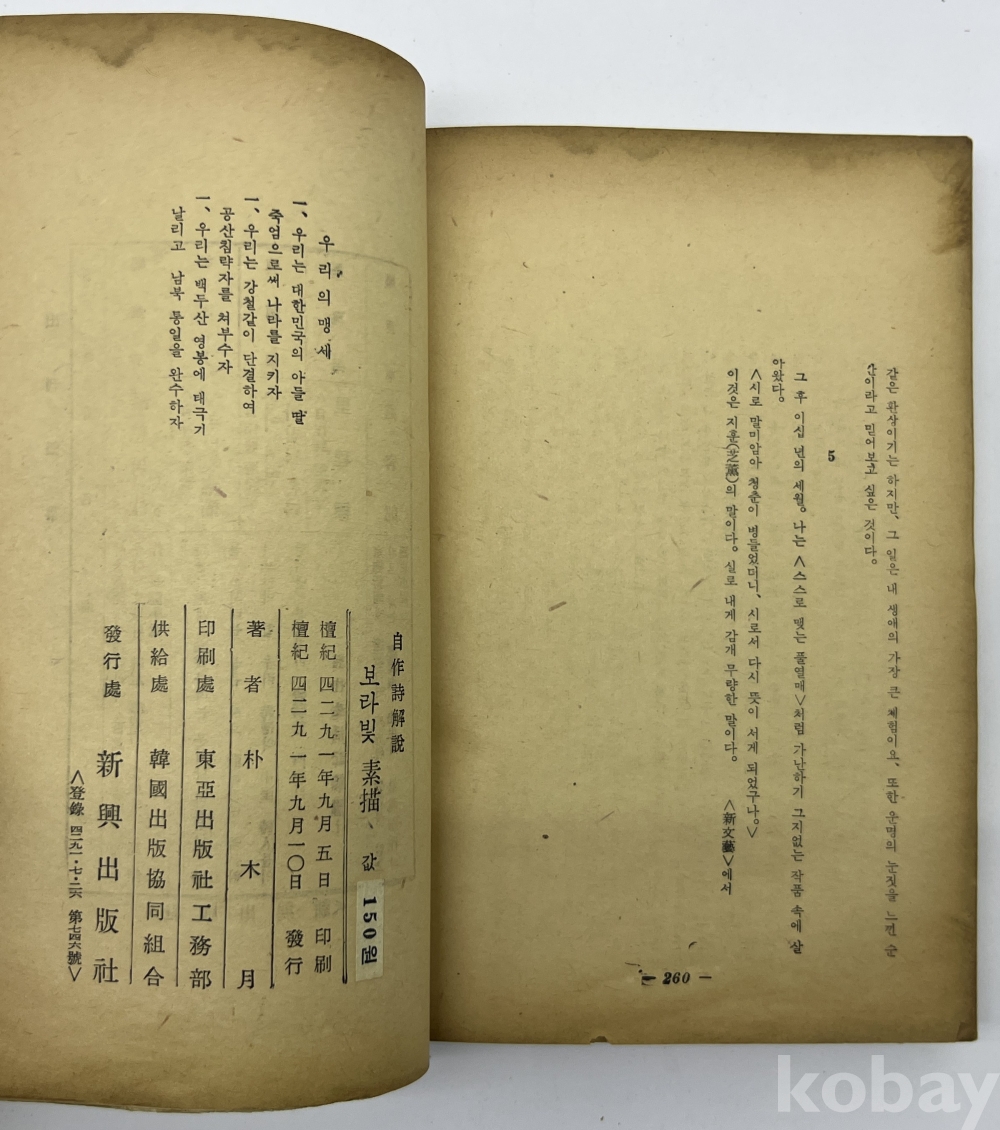 같은 환상이기는 하지만, 그 일은 내 생애의 가장 큰 체험이요, 또한 운명의 눈짓을 느낀 순
간이라고 믿어보고 싶은 것이다.
5
그 후 이십 년의 세월。나는 <스스로 맺는 풀열매>처럼 가난하기 그지없는 작품 속에 살
아왔다。
<시로 말미암아 청춘이 병들었더니、시로서 다시 뜻이 서게 되었구나。>
이것은 지훈(芝薰)의 말이다。실로 내게 감개 무량한 말이다。
<新文藝>에서
— 260 —
우리의 맹세
一、우리는 대한민국의 아들 딸
죽엄으로써 나라를 지키자
一、우리는 강철같이 단결하여
공산침략자를 쳐부수자
一、우리는 백두산 영봉에 태극기
날리고 남북 통일을 완수하자
自作詩解說
보라빛 素描、 값 150원
檀紀 四二九一年九月 五日 印刷
檀紀 四二九一年九月一〇日 發行
著者 朴木月
印刷處 東亞出版社工務部
供給處 韓國出版協同組合
發行處 新興出版社
<登錄 四二九一・七・二六 第七四六號>
kobay